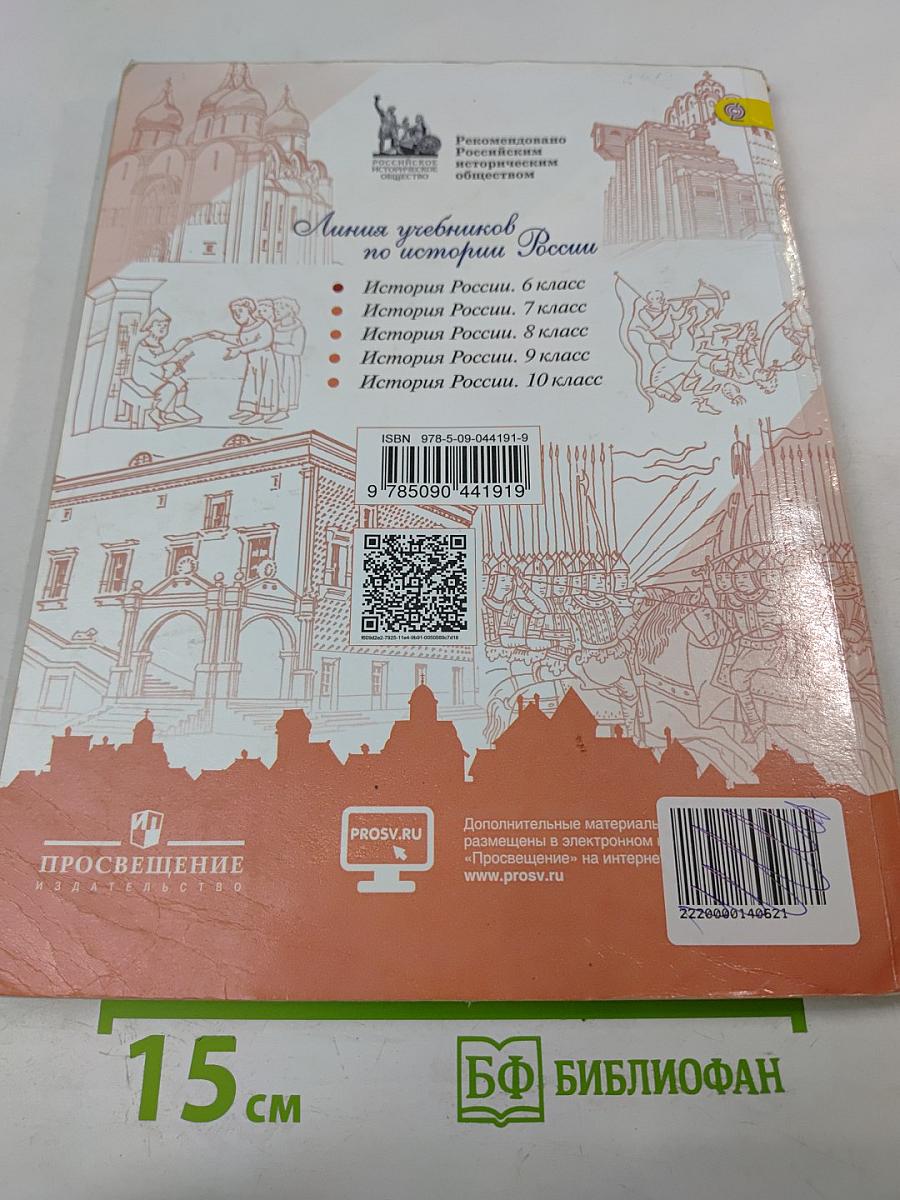 РОССИЙСКОЕ
ИСТОРИЧЕСКОЕ
ОБЩЕСТВО
Рекомендовано
Российским
историческим
обществом
Линия учебников
по истории России
История России. 6 класс
История России. 7 класс
История России. 8 класс
История России. 9 класс
История России. 10 класс
ISBN 978-5-09-044191-9
9 785090 441919
ИП
ПРОСВЕЩЕНИЕ
ИЗДАТЕЛЬСТВО
PROSV.RU
Дополнительные материалы
размещены в электронном
«Просвещение» на интерне
www.prosv.ru
2220000140621
15 см
БФ БИБЛИОФАН